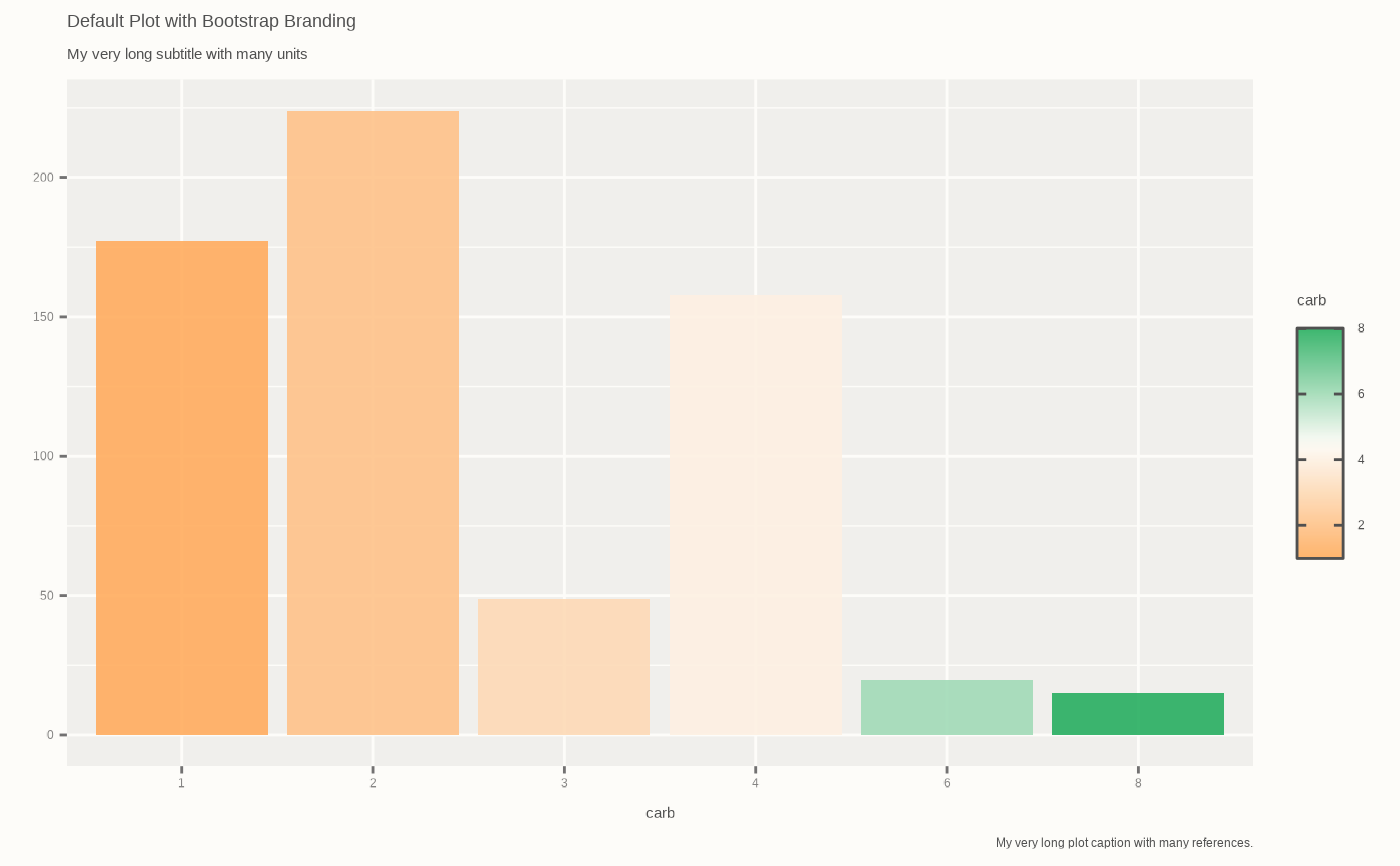 Default Plot with Bootstrap Branding
My very long subtitle with many units
200
150
100
50
0
1 2 3 4 6 8
carb
carb
8
6
4
2
My very long plot caption with many references.